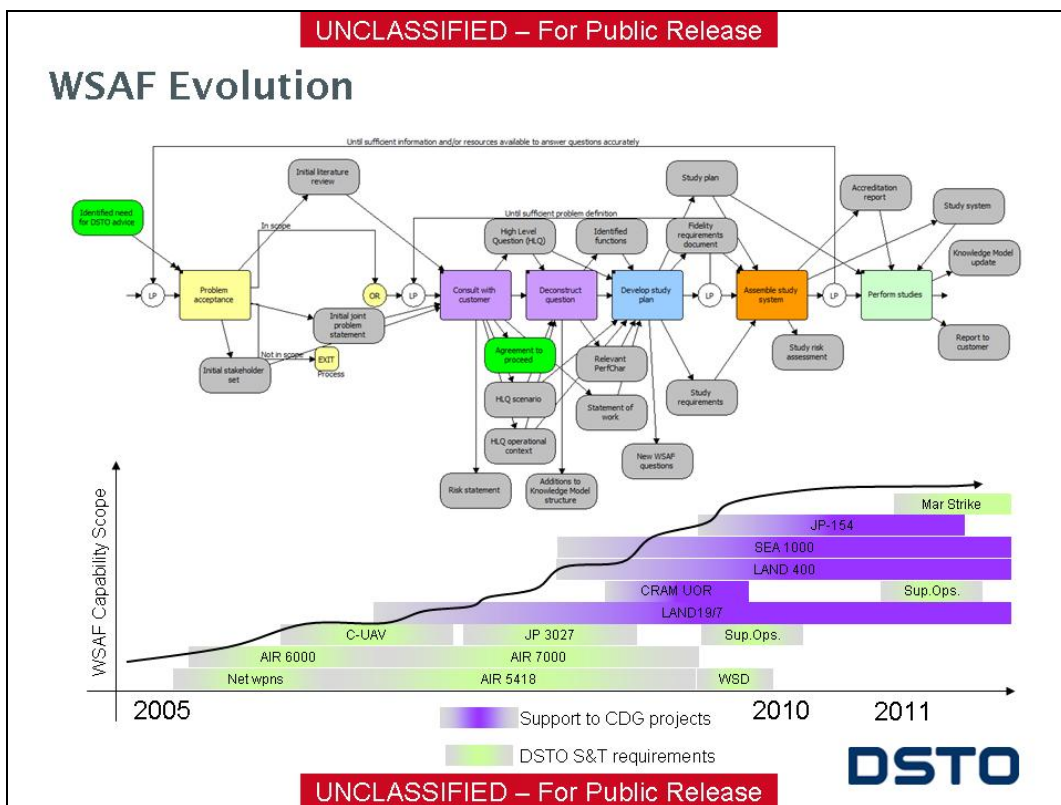 UNCLASSIFIED – For Public Release
WSAF Evolution
Until sufficient information and/or resources available to answer questions accurately
Initial literature
review
Study plan
Accreditation
report
Study system
Identified need
for DSTO advice
In scope
Until sufficient problem definition
High Level
Question (HLQ)
Identified
functions
Fidelity
requirements
document
Knowledge Model
update
LP
Problem
acceptance
OR
LP
Consult with
customer
Deconstruct
question
Develop study
plan
LP
Assemble study
system
LP
Perform studies
Initial joint
problem statement
Not in scope
EXIT
Process
Initial stakeholder
set
Agreement to
proceed
Relevant
PerfChar
Study risk
assessment
Report to
customer
HLQ scenario
Statement of
work
Study
requirements
HLQ operational
context
New WSAF
questions
Risk statement
Additions to
Knowledge Model
structure
WSAF Capability Scope
Mar Strike
JP-154
SEA 1000
LAND 400
CRAM UOR
Sup.Ops.
LAND19/7
C-UAV
JP 3027
Sup.Ops.
AIR 6000
AIR 7000
Net wpns
AIR 5418
WSD
2005
2010
2011
Support to CDG projects
DSTO S&T requirements
DSTO
UNCLASSIFIED – For Public Release